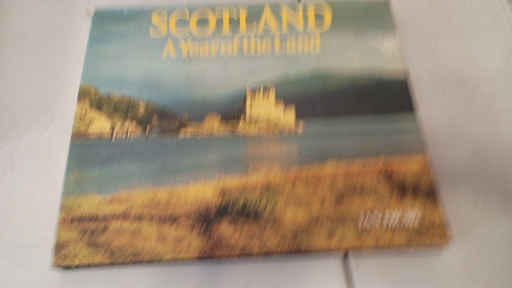 SCOTLAND
A Year of the Land